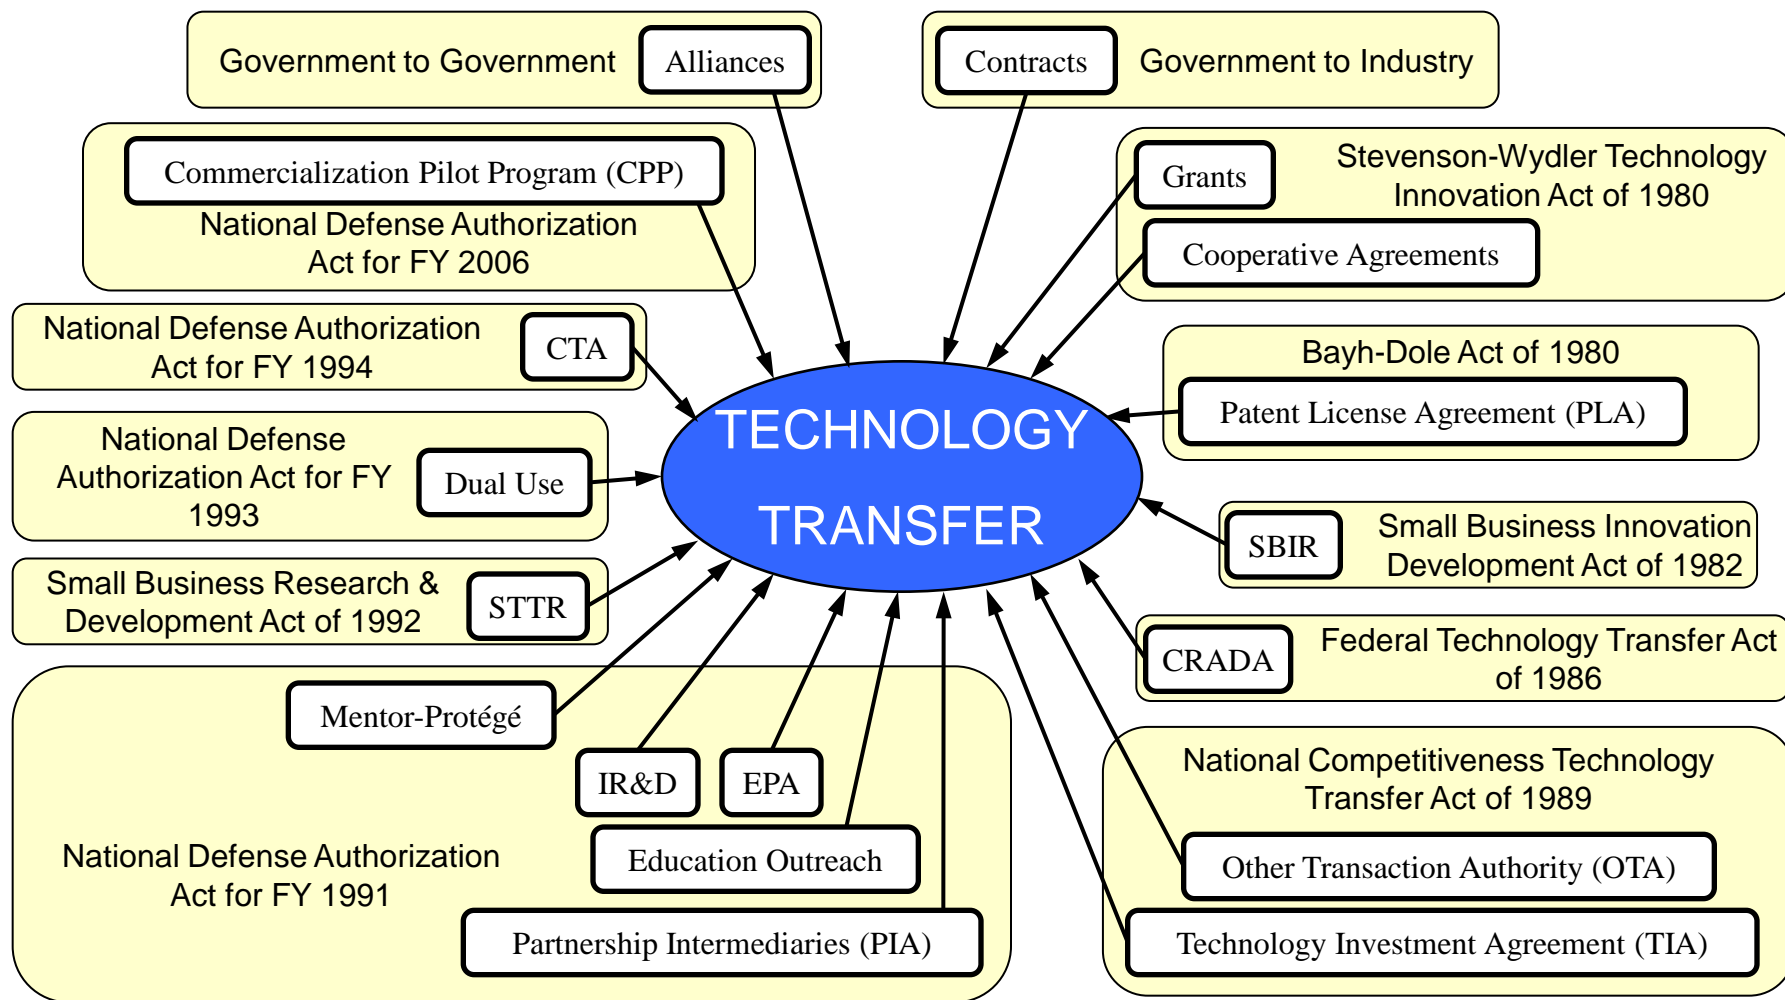 Government to Government
Alliances
Contracts
Government to Industry
Commercialization Pilot Program (CPP)
National Defense Authorization
Act for FY 2006
Grants
Stevenson-Wydler Technology
Innovation Act of 1980
Cooperative Agreements
National Defense Authorization
Act for FY 1994
CTA
Bayh-Dole Act of 1980
Patent License Agreement (PLA)
TECHNOLOGY
TRANSFER
National Defense
Authorization Act for FY
1993
Dual Use
SBIR
Small Business Innovation
Development Act of 1982
Small Business Research &
Development Act of 1992
STTR
CRADA
Federal Technology Transfer Act
of 1986
Mentor-Protégé
IR&D
EPA
Education Outreach
National Defense Authorization
Act for FY 1991
Partnership Intermediaries (PIA)
National Competitiveness Technology
Transfer Act of 1989
Other Transaction Authority (OTA)
Technology Investment Agreement (TIA)